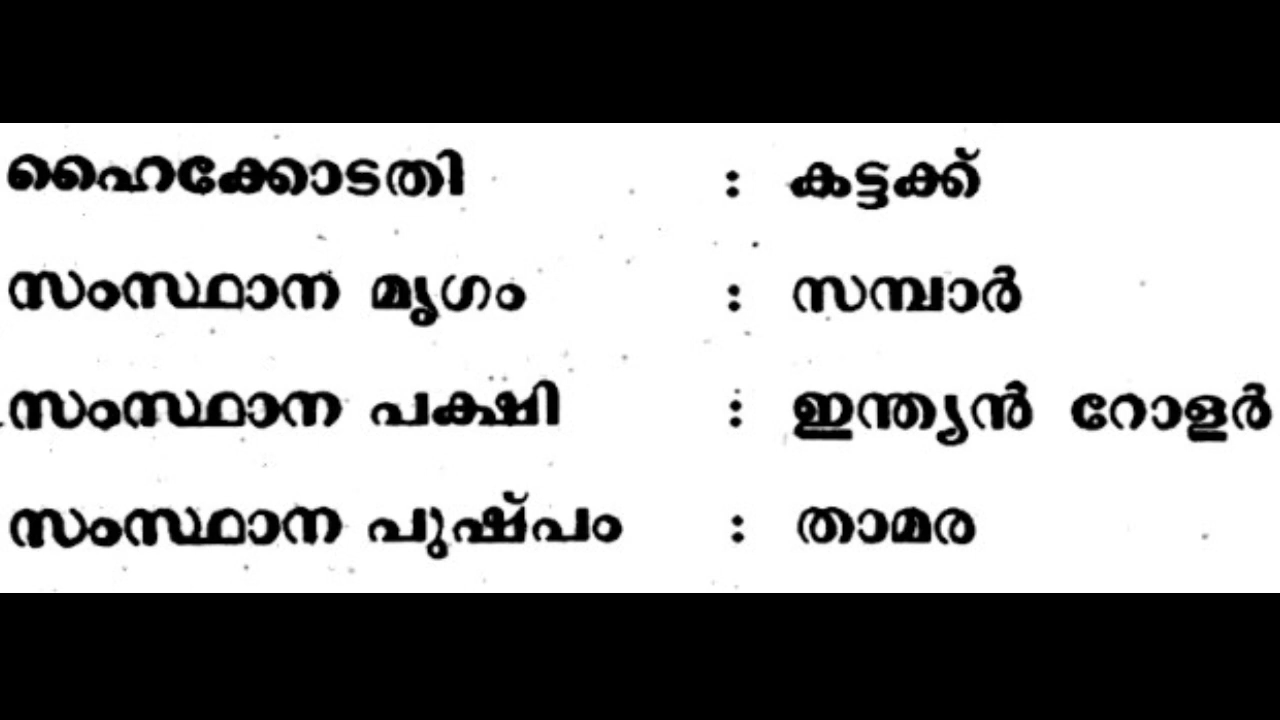 ഹൈക്കോടതി : കട്ടക്ക്
സംസ്ഥാന മൃഗം : സമ്പാർ
സംസ്ഥാന പക്ഷി : ഇന്ത്യൻ റോളർ
സംസ്ഥാന പുഷ്പം : താമര